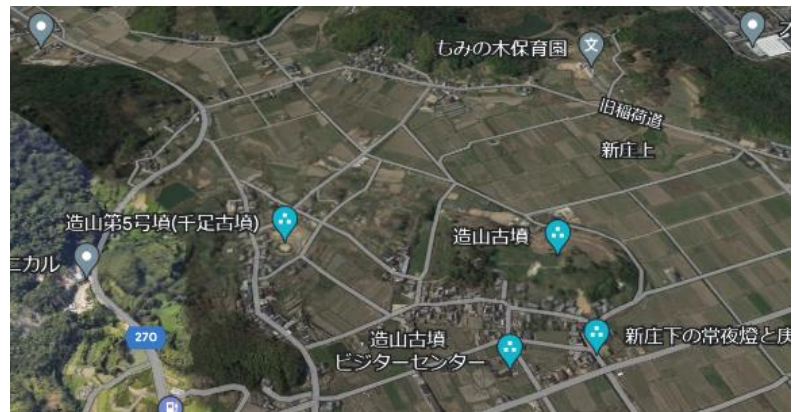 もみの木保育園
旧稲荷道
新庄上
造山第5号墳(千足古墳)
造山古墳
ニカル
270
造山古墳
ビジターセンター
新庄下の常夜燈と庚